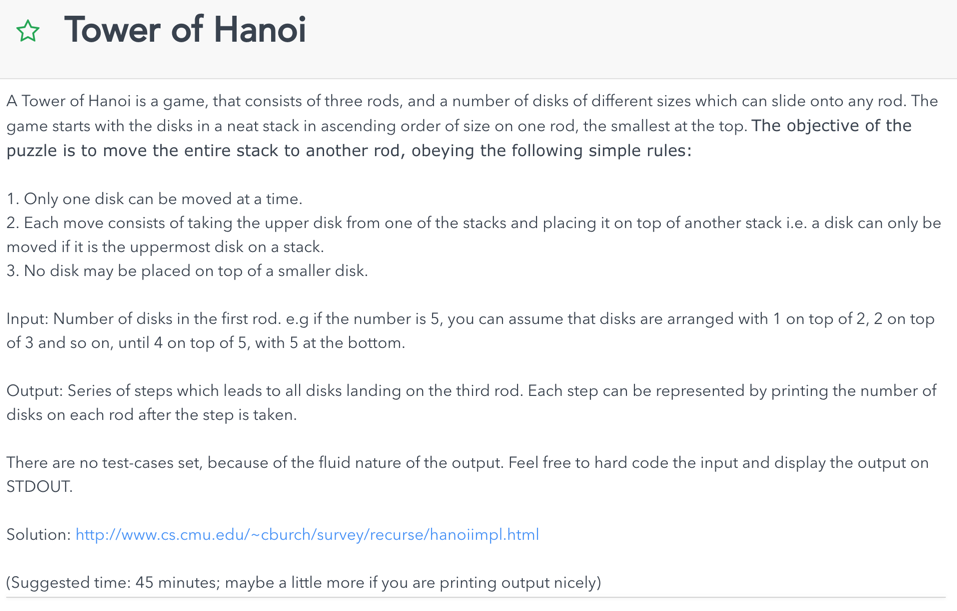 Tower of Hanoi
A Tower of Hanoi is a game, that consists of three rods, and a number of disks of different sizes which can slide onto any rod. The
game starts with the disks in a neat stack in ascending order of size on one rod, the smallest at the top. The objective of the
puzzle is to move the entire stack to another rod, obeying the following simple rules:
1. Only one disk can be moved at a time.
2. Each move consists of taking the upper disk from one of the stacks and placing it on top of another stack i.e. a disk can only be
moved if it is the uppermost disk on a stack.
3. No disk may be placed on top of a smaller disk.
Input: Number of disks in the first rod. e.g if the number is 5, you can assume that disks are arranged with 1 on top of 2, 2 on top
of 3 and so on, until 4 on top of 5, with 5 at the bottom.
Output: Series of steps which leads to all disks landing on the third rod. Each step can be represented by printing the number of
disks on each rod after the step is taken.
There are no test-cases set, because of the fluid nature of the output. Feel free to hard code the input and display the output on
STDOUT.
Solution: http://www.cs.cmu.edu/~cburch/survey/recurse/hanoiimpl.html
(Suggested time: 45 minutes; maybe a little more if you are printing output nicely)